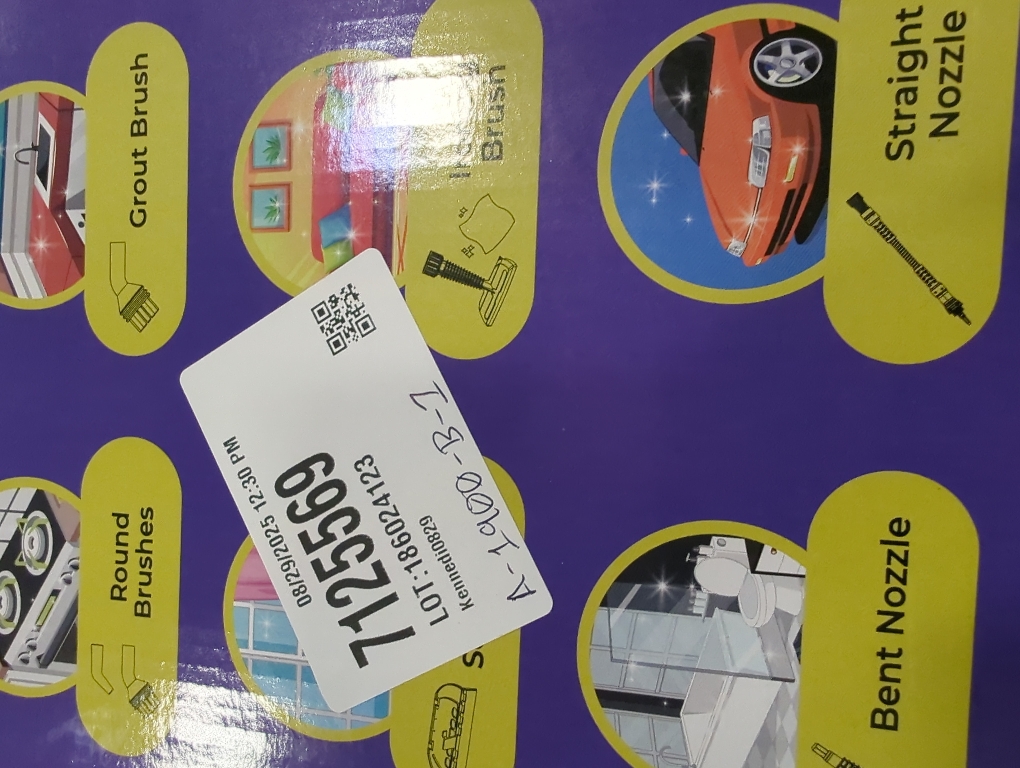 Grout Brush
Brush
Straight
Nozzle
Round
Brushes
Bent Nozzle
08/29/2025 12:30 PM
7125569
LOT:186024123
Kennedi0829
A-1900-B-1